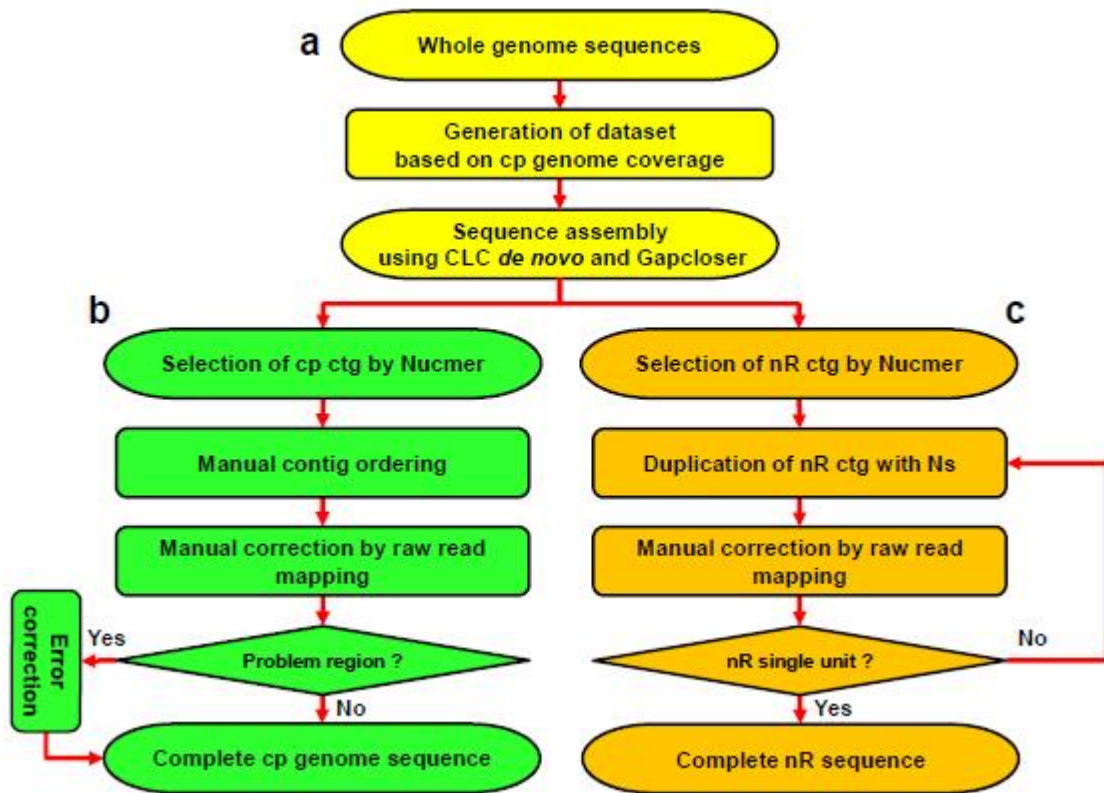 a
Whole genome sequences
Generation of dataset
based on cp genome coverage
Sequence assembly
using CLC de novo and Gapcloser
b
Selection of cp ctg by Nucmer
Manual contig ordering
Manual correction by raw read
mapping
Problem region ?
Yes
Error
correction
No
Complete cp genome sequence
c
Selection of nR ctg by Nucmer
Duplication of nR ctg with Ns
Manual correction by raw read
mapping
nR single unit ?
No
Yes
Complete nR sequence